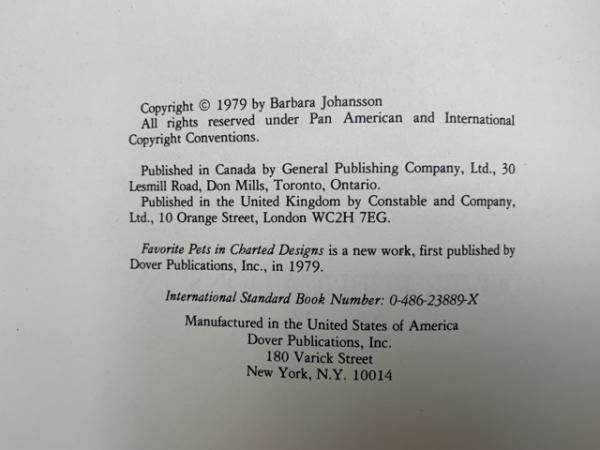 Copyright © 1979 by Barbara Johansson
All rights reserved under Pan American and International
Copyright Conventions.
Published in Canada by General Publishing Company, Ltd., 30
Lesmill Road, Don Mills, Toronto, Ontario.
Published in the United Kingdom by Constable and Company,
Ltd., 10 Orange Street, London WC2H 7EG.
Favorite Pets in Charted Designs is a new work, first published by
Dover Publications, Inc., in 1979.
International Standard Book Number: 0-486-23889-X
Manufactured in the United States of America
Dover Publications, Inc.
180 Varick Street
New York, N.Y. 10014